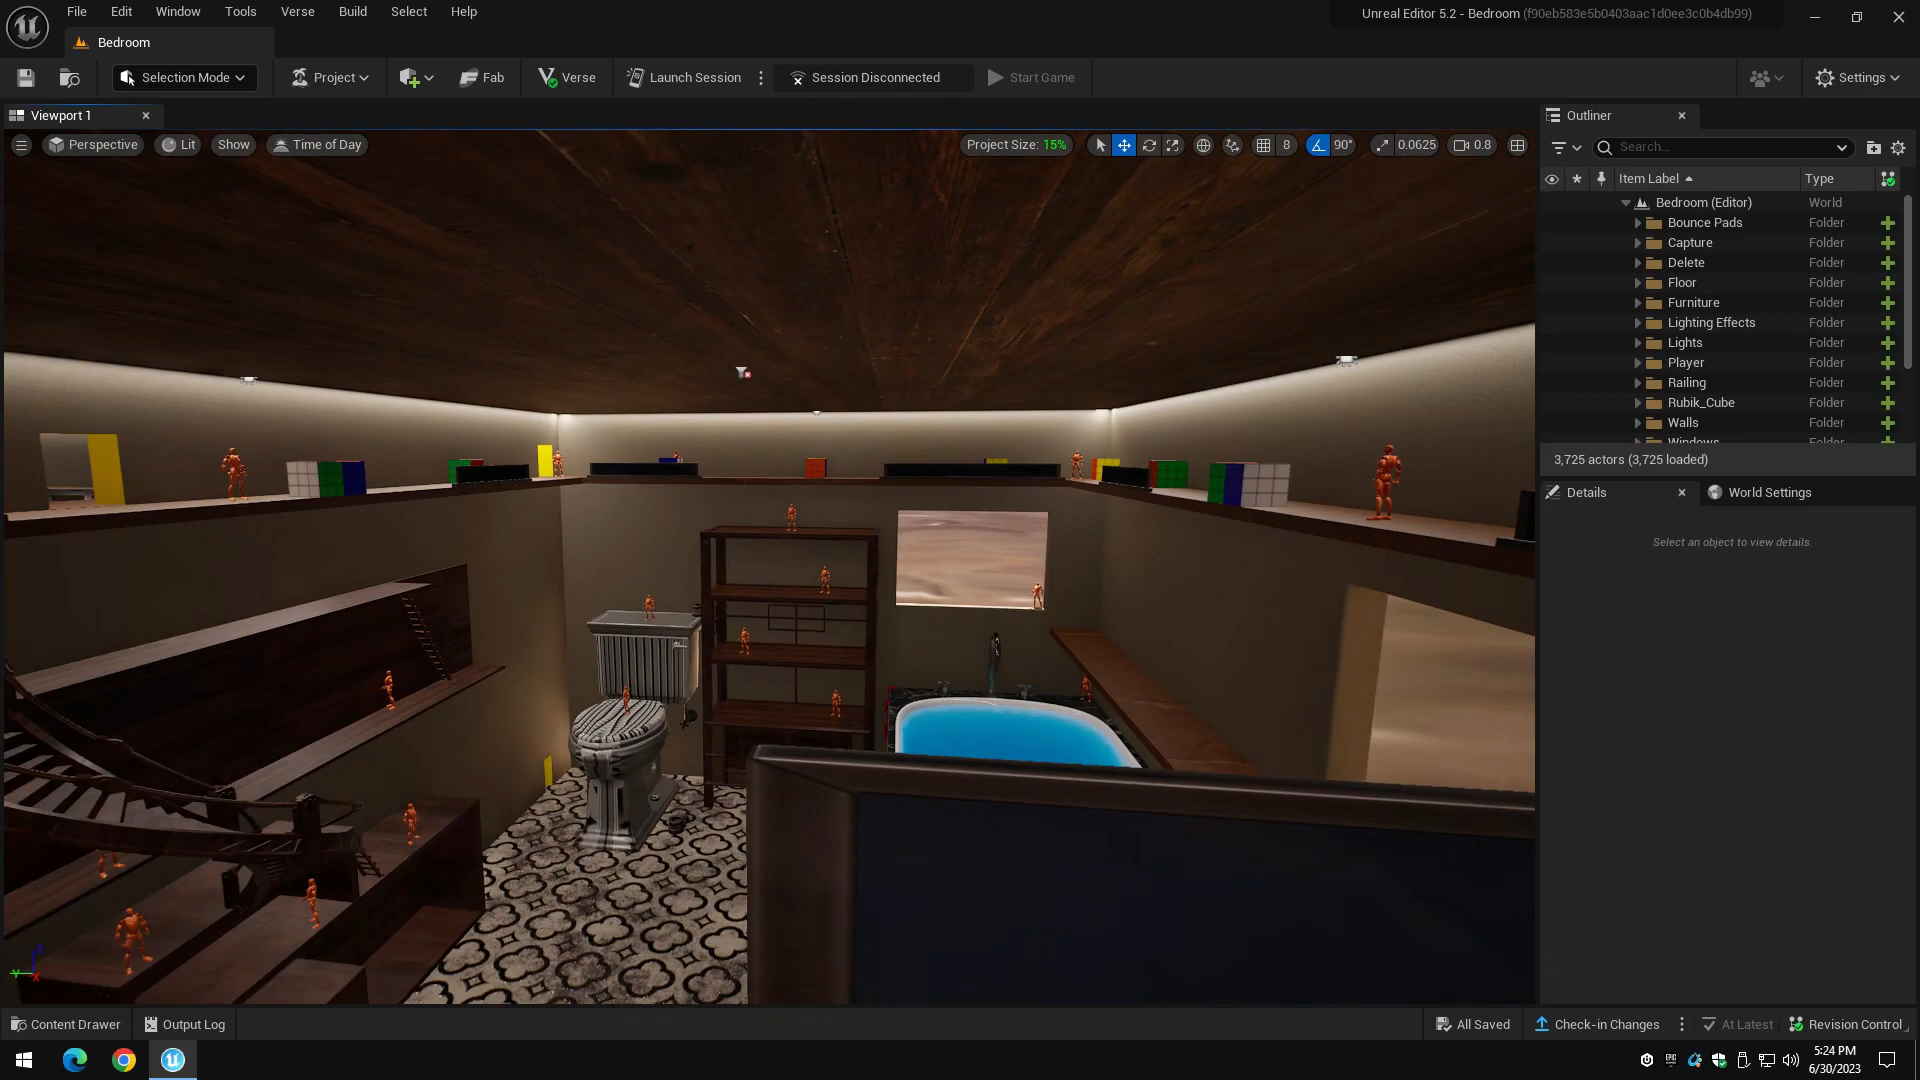 File Edit Window Tools Verse Build Select Help
Unreal Editor 5.2 - Bedroom (f90eb583e5b0403aac1d0ee3c0b4db99)
Bedroom
Selection Mode
Project
Fab
Verse
Launch Session
Session Disconnected
Start Game
Settings
Viewport 1
Outliner
Perspective
Lit
Show
Time of Day
Project Size: 15%
8
90°
0.0625
0.8
Search...
Item Label Type
Bedroom (Editor) World
Bounce Pads Folder
Capture Folder
Delete Folder
Floor Folder
Furniture Folder
Lighting Effects Folder
Lights Folder
Player Folder
Railing Folder
Rubik_Cube Folder
Walls Folder
Windows Folder
3,725 actors (3,725 loaded)
Details
World Settings
Select an object to view details.
Y
X
Z
Content Drawer
Output Log
All Saved
Check-in Changes
At Latest
Revision Control
EPIC
5:24 PM
6/30/2023